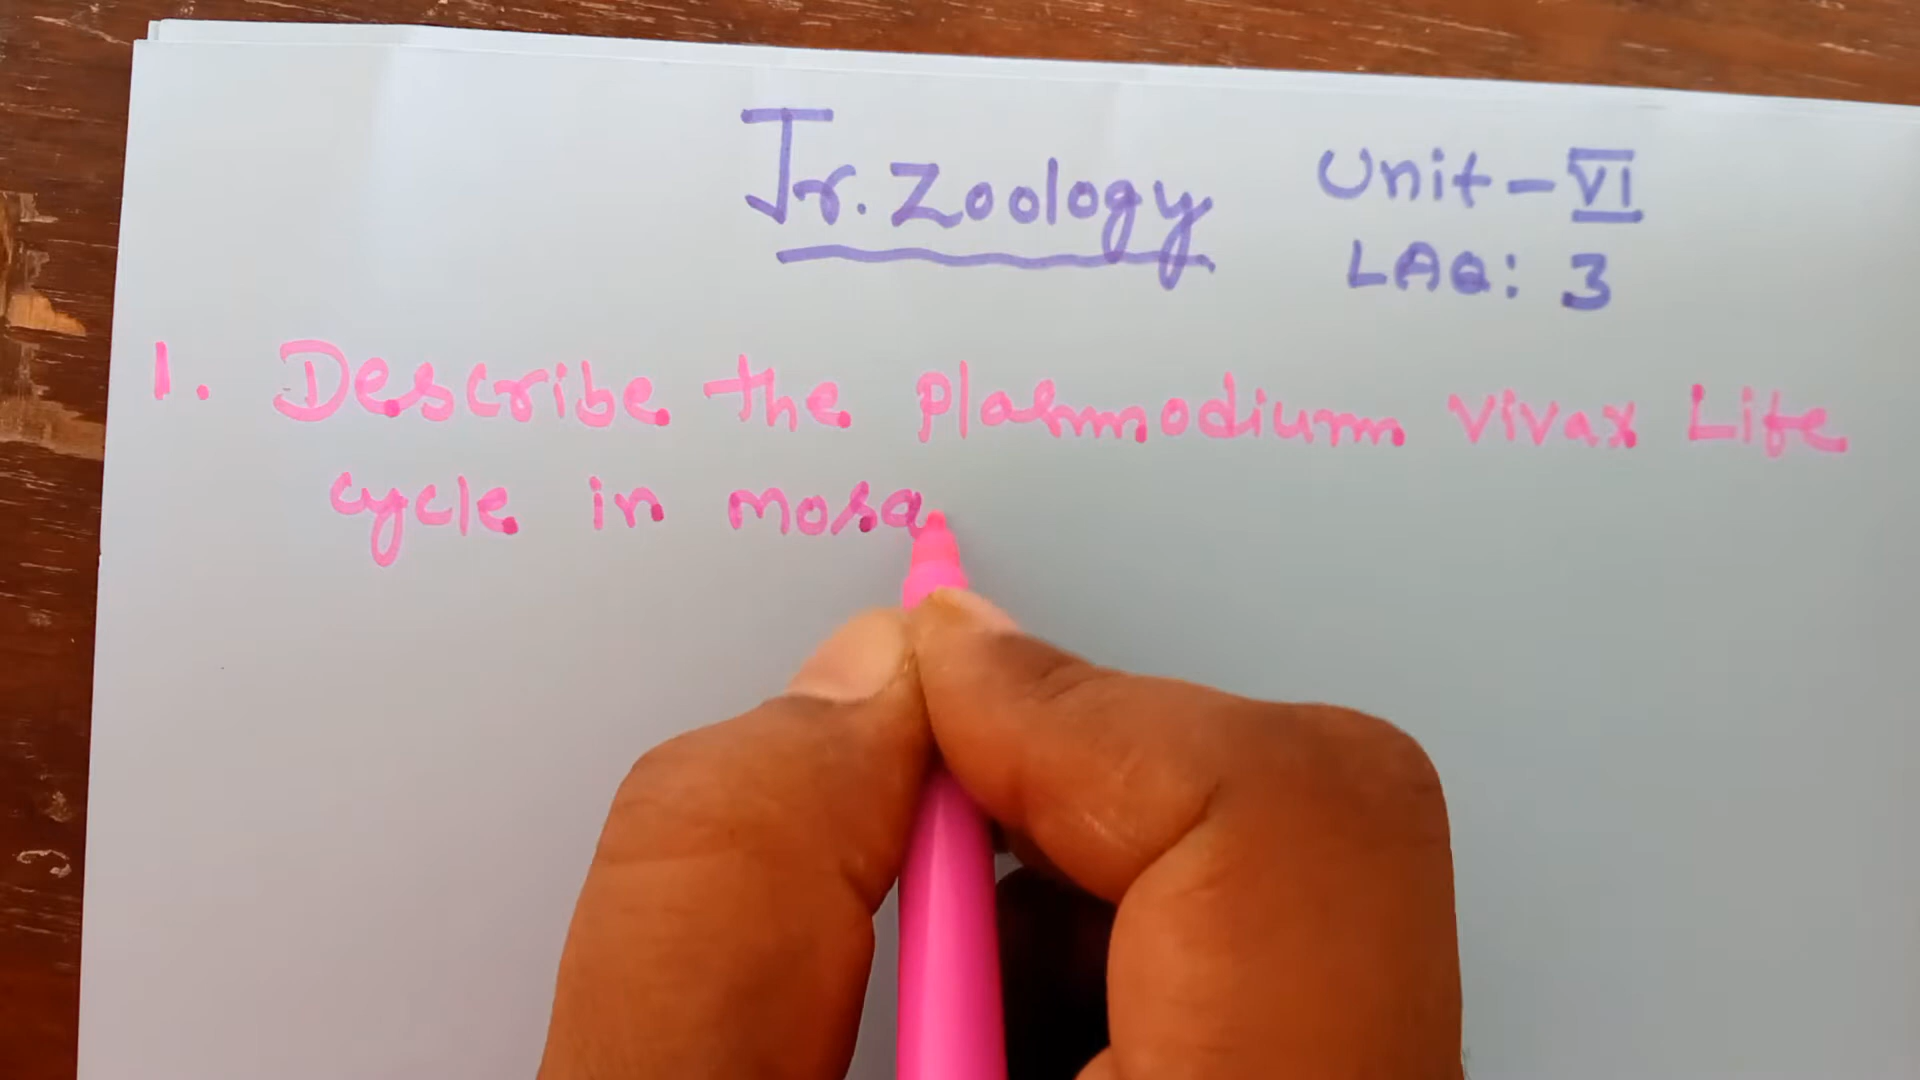 Jr. Zoology
Unit - VI
LAQ: 3
1. Describe the Plasmodium vivax Life
cycle in mosq